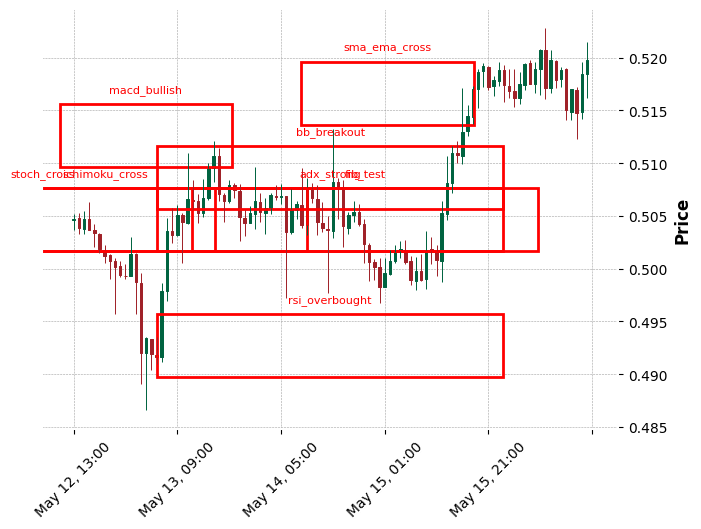 sma_ema_cross
macd_bullish
bb_breakout
stoch_cross
ichimoku_cross
adx_strong
fib_test
rsi_overbought
0.520
0.515
0.510
0.505
0.500
0.495
0.490
0.485
Price
May 12, 13:00
May 13, 09:00
May 14, 05:00
May 15, 01:00
May 15, 21:00